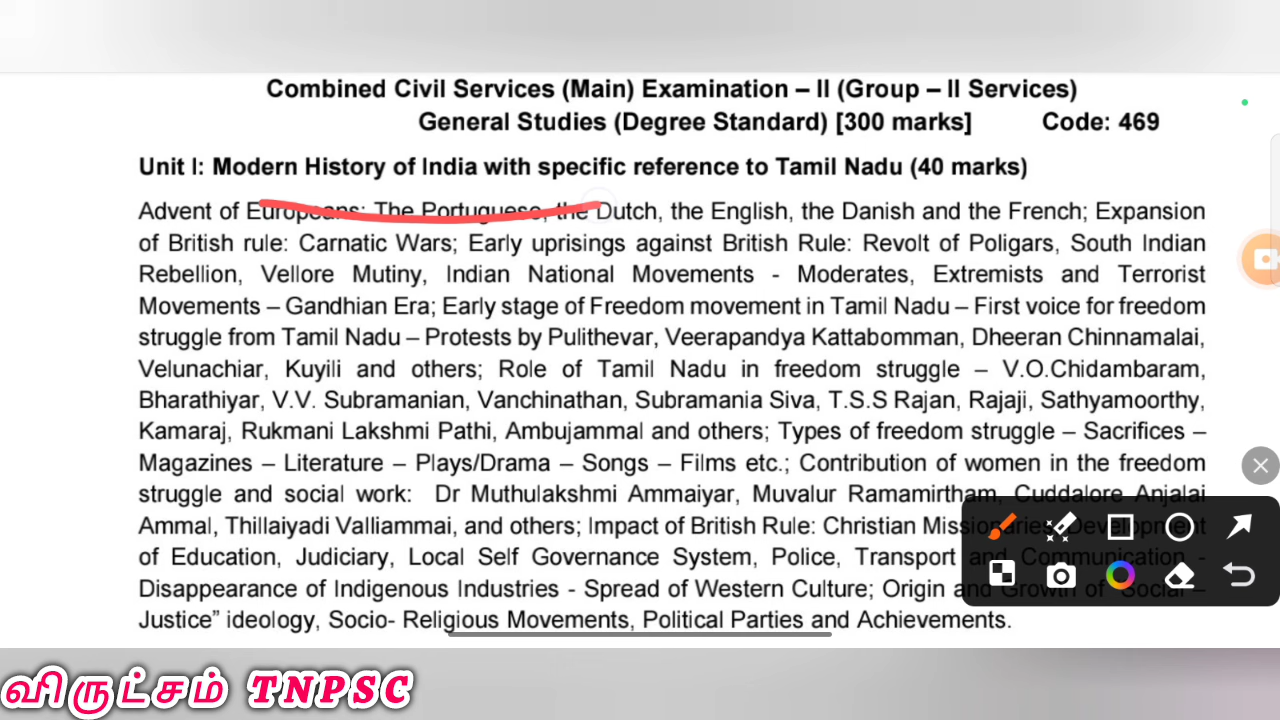 Combined Civil Services (Main) Examination – II (Group – II Services)
General Studies (Degree Standard) [300 marks] Code: 469
Unit I: Modern History of India with specific reference to Tamil Nadu (40 marks)
Advent of Europeans: The Portuguese, the Dutch, the English, the Danish and the French; Expansion
of British rule: Carnatic Wars; Early uprisings against British Rule: Revolt of Poligars, South Indian
Rebellion, Vellore Mutiny, Indian National Movements - Moderates, Extremists and Terrorist
Movements – Gandhian Era; Early stage of Freedom movement in Tamil Nadu – First voice for freedom
struggle from Tamil Nadu – Protests by Pulithevar, Veerapandya Kattabomman, Dheeran Chinnamalai,
Velunachiar, Kuyili and others; Role of Tamil Nadu in freedom struggle – V.O.Chidambaram,
Bharathiyar, V.V. Subramanian, Vanchinathan, Subramania Siva, T.S.S Rajan, Rajaji, Sathyamoorthy,
Kamaraj, Rukmani Lakshmi Pathi, Ambujammal and others; Types of freedom struggle – Sacrifices –
Magazines – Literature – Plays/Drama – Songs – Films etc.; Contribution of women in the freedom
struggle and social work: Dr Muthulakshmi Ammaiyar, Muvalur Ramamirtham, Cuddalore Anjalai
Ammal, Thillaiyadi Valliammai, and others; Impact of British Rule: Christian Missionaries, Development
of Education, Judiciary, Local Self Governance System, Police, Transport and Communication -
Disappearance of Indigenous Industries - Spread of Western Culture; Origin and Growth of "Social –
Justice” ideology, Socio- Religious Movements, Political Parties and Achievements.
விருட்சம் TNPSC